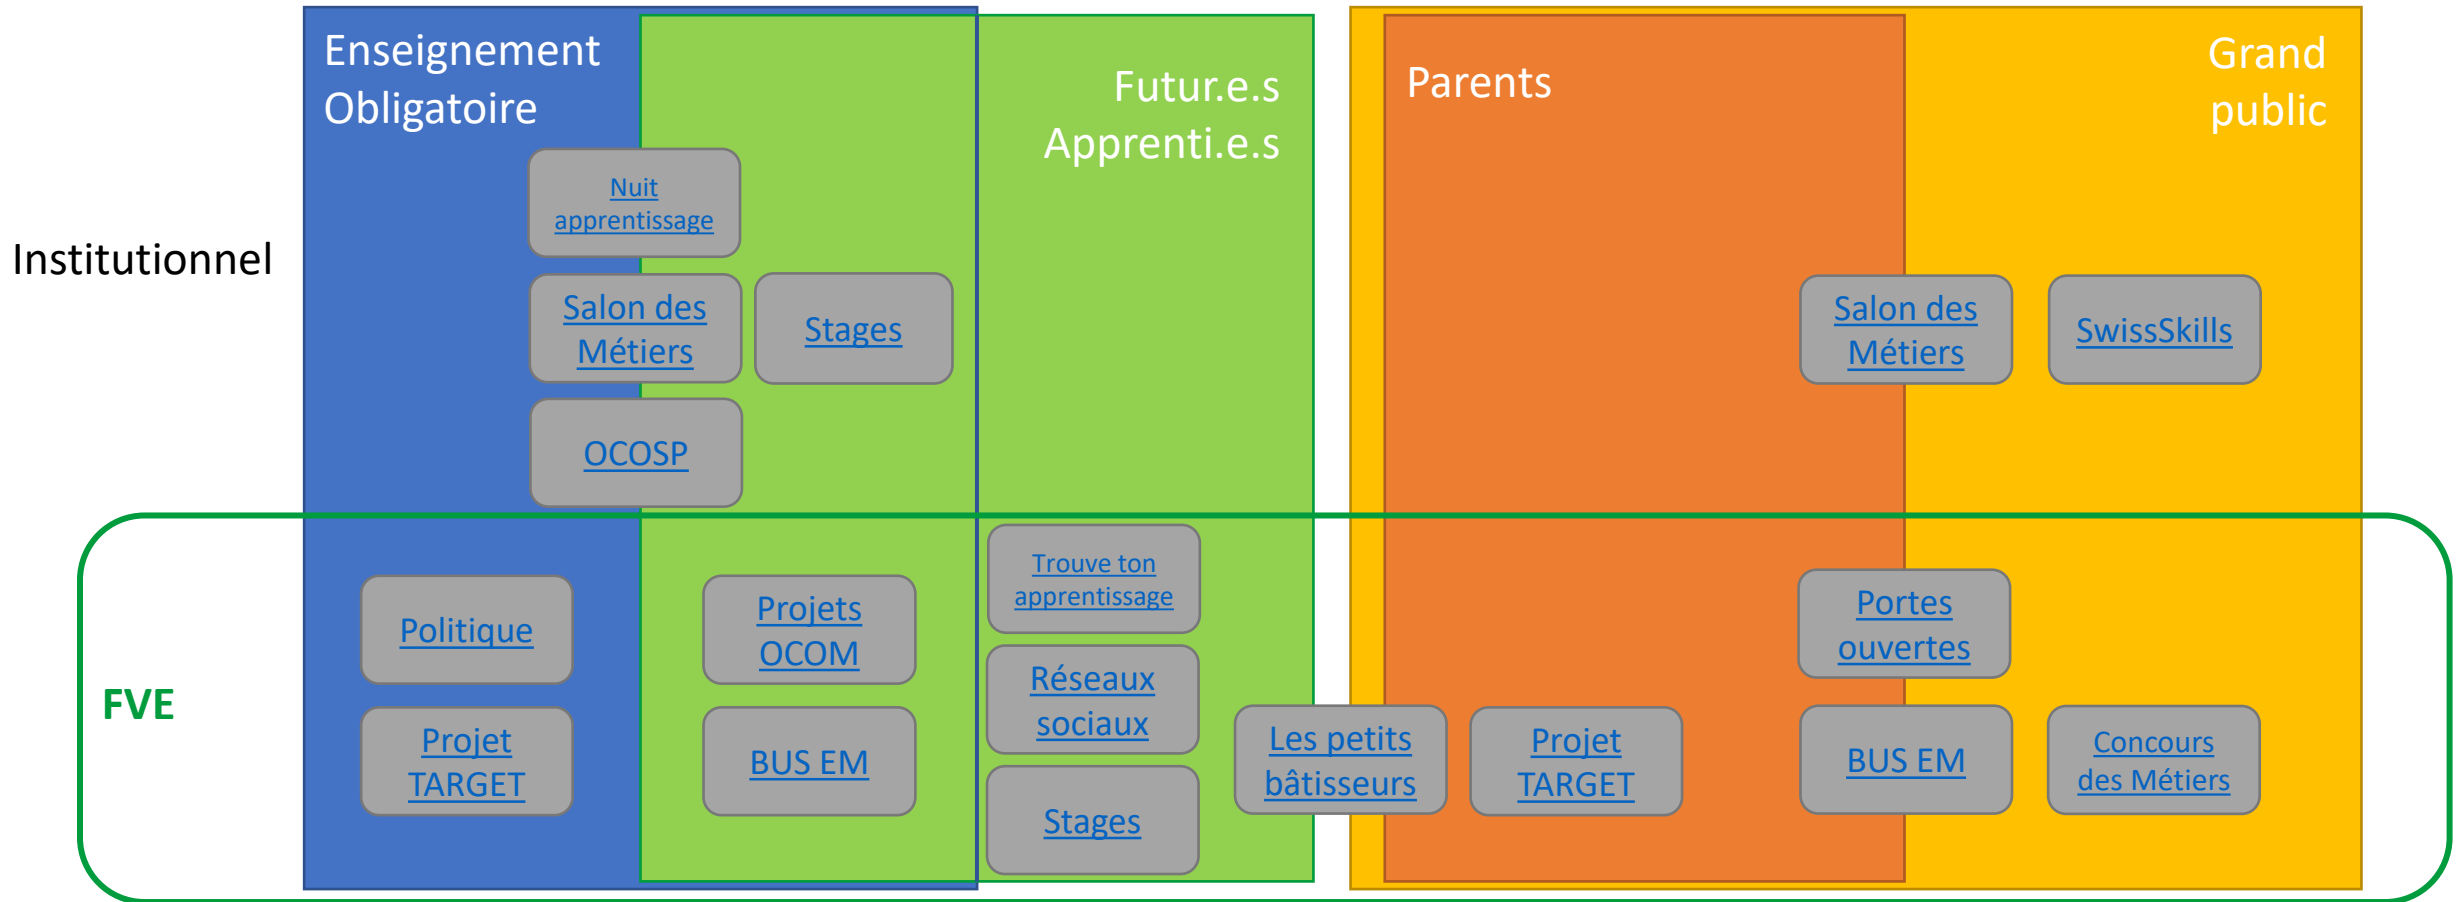 Enseignement
Obligatoire
Futur.e.s
Apprenti.e.s
Parents
Grand
public
Institutionnel
Nuit
apprentissage
Salon des
Métiers
Stages
OCOSP
Salon des
Métiers
SwissSkills
FVE
Politique
Projet
TARGET
Projets
OCOM
BUS EM
Trouve ton
apprentissage
Réseaux
sociaux
Stages
Les petits
bâtisseurs
Projet
TARGET
Portes
ouvertes
BUS EM
Concours
des Métiers